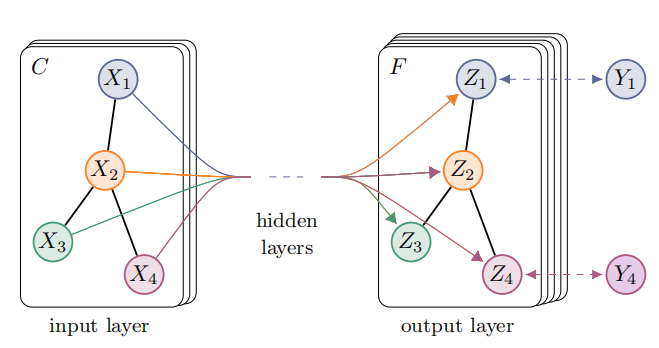 C
X₁
X₂
X₃
X₄
input layer
hidden
layers
F
Z₁
Z₂
Z₃
Z₄
output layer
Y₁
Y₄